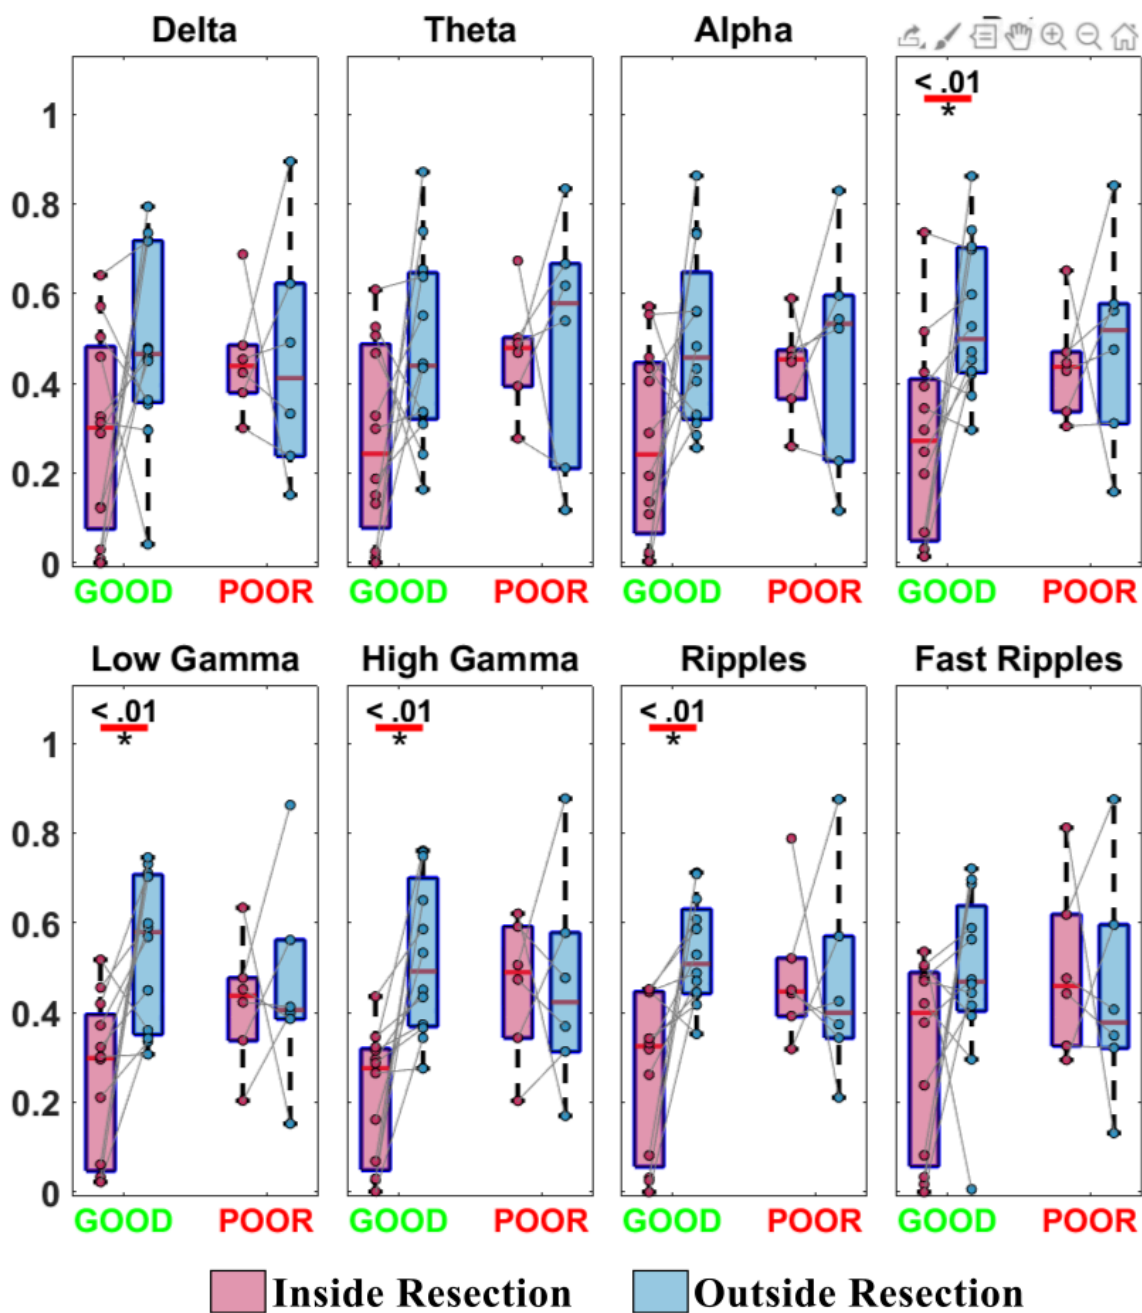 Delta Theta Alpha
< .01
*
1
0.8
0.6
0.4
0.2
0
GOOD POOR GOOD POOR GOOD POOR GOOD POOR
Low Gamma High Gamma Ripples Fast Ripples
< .01 < .01 < .01
* * *
1
0.8
0.6
0.4
0.2
0
GOOD POOR GOOD POOR GOOD POOR GOOD POOR
Inside Resection Outside Resection